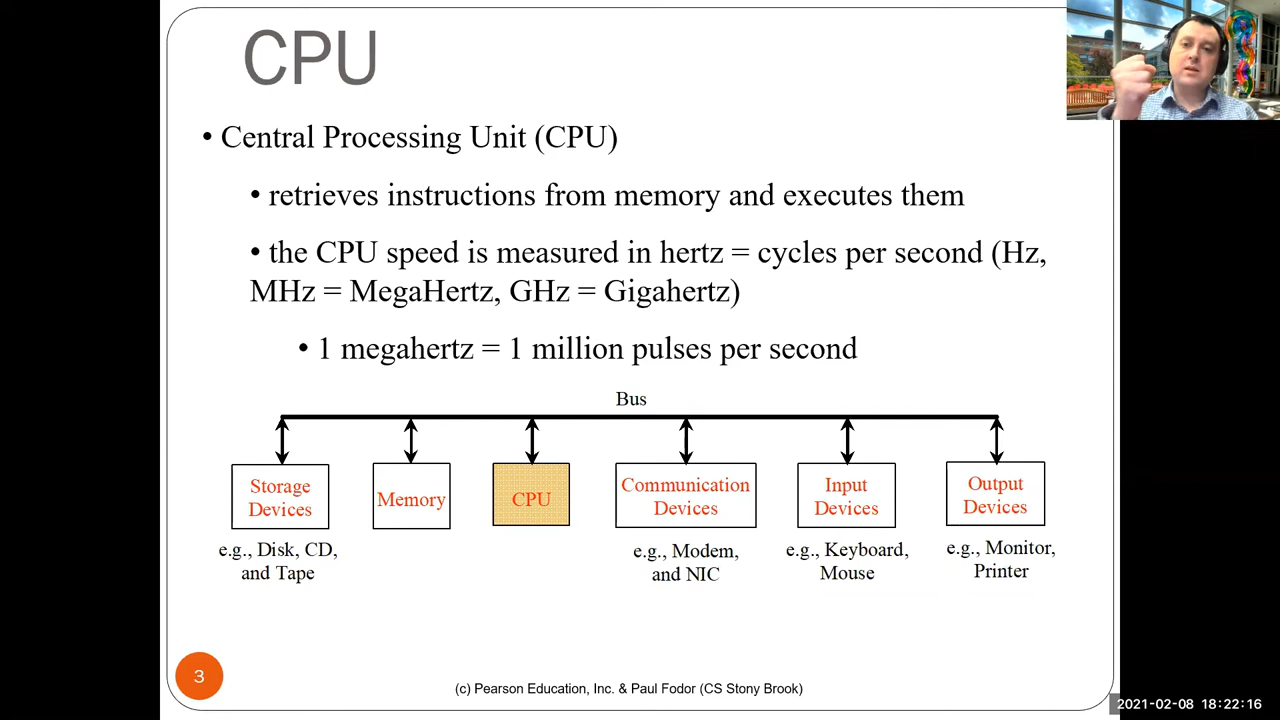 CPU
• Central Processing Unit (CPU)
• retrieves instructions from memory and executes them
• the CPU speed is measured in hertz = cycles per second (Hz,
MHz = MegaHertz, GHz = Gigahertz)
• 1 megahertz = 1 million pulses per second
Bus
Storage
Devices
Memory
CPU
Communication
Devices
Input
Devices
Output
Devices
e.g., Disk, CD,
and Tape
e.g., Modem,
and NIC
e.g., Keyboard,
Mouse
e.g., Monitor,
Printer
3
(c) Pearson Education, Inc. & Paul Fodor (CS Stony Brook)
2021-02-08 18:22:16